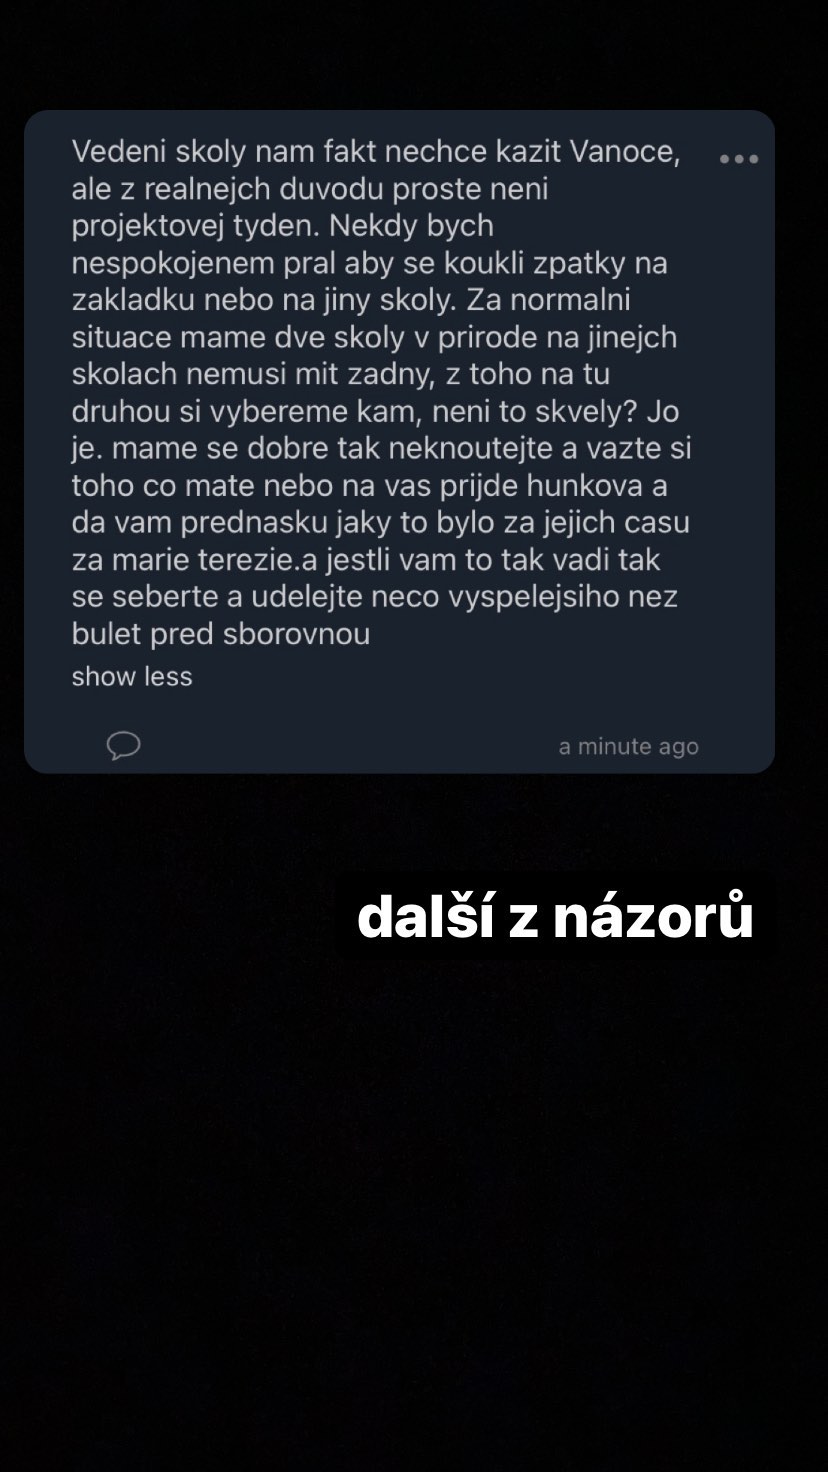 Vedeni skoly nam fakt nechce kazit Vanoce,
ale z realnejch duvodu proste neni
projektovej tyden. Nekdy bych
nespokojenem pral aby se koukli zpatky na
zakladku nebo na jiny skoly. Za normalni
situace mame dve skoly v prirode na jinejch
skolach nemusi mit zadny, z toho na tu
druhou si vybereme kam, neni to skvely? Jo
je. mame se dobre tak neknoutejte a vazte si
toho co mate nebo na vas prijde hunkova a
da vam prednasku jaky to bylo za jejich casu
za marie terezie.a jestli vam to tak vadi tak
se seberte a udelejte neco vyspelejsiho nez
bulet pred sborovnou
show less
a minute ago
další z názorů